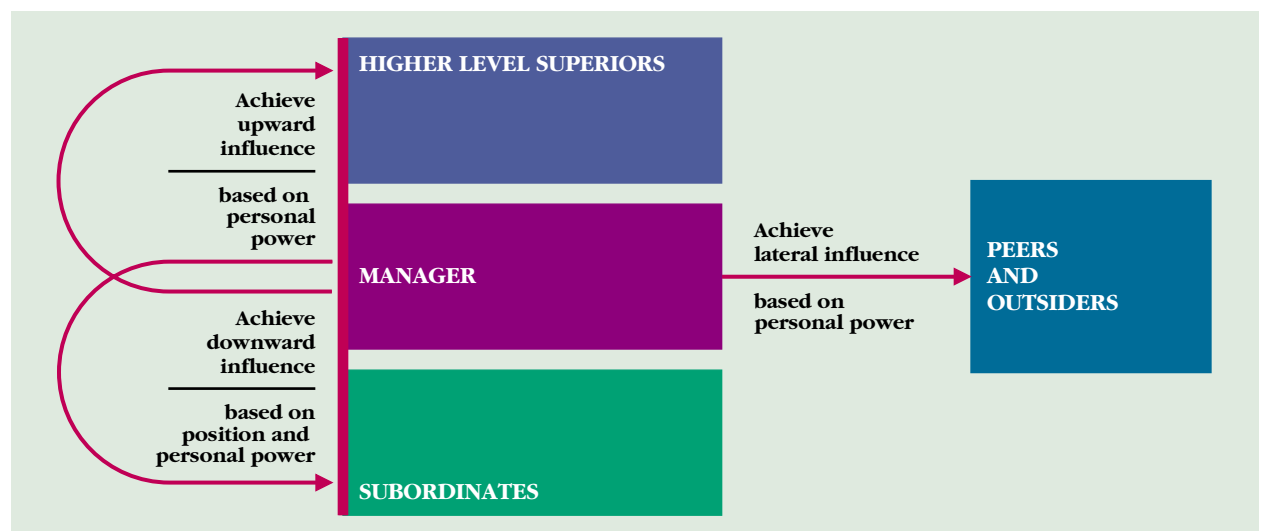 HIGHER LEVEL SUPERIORS
Achieve
upward
influence
based on
personal
power
MANAGER
Achieve
lateral influence
based on
personal power
PEERS
AND
OUTSIDERS
Achieve
downward
influence
based on
position and
personal power
SUBORDINATES